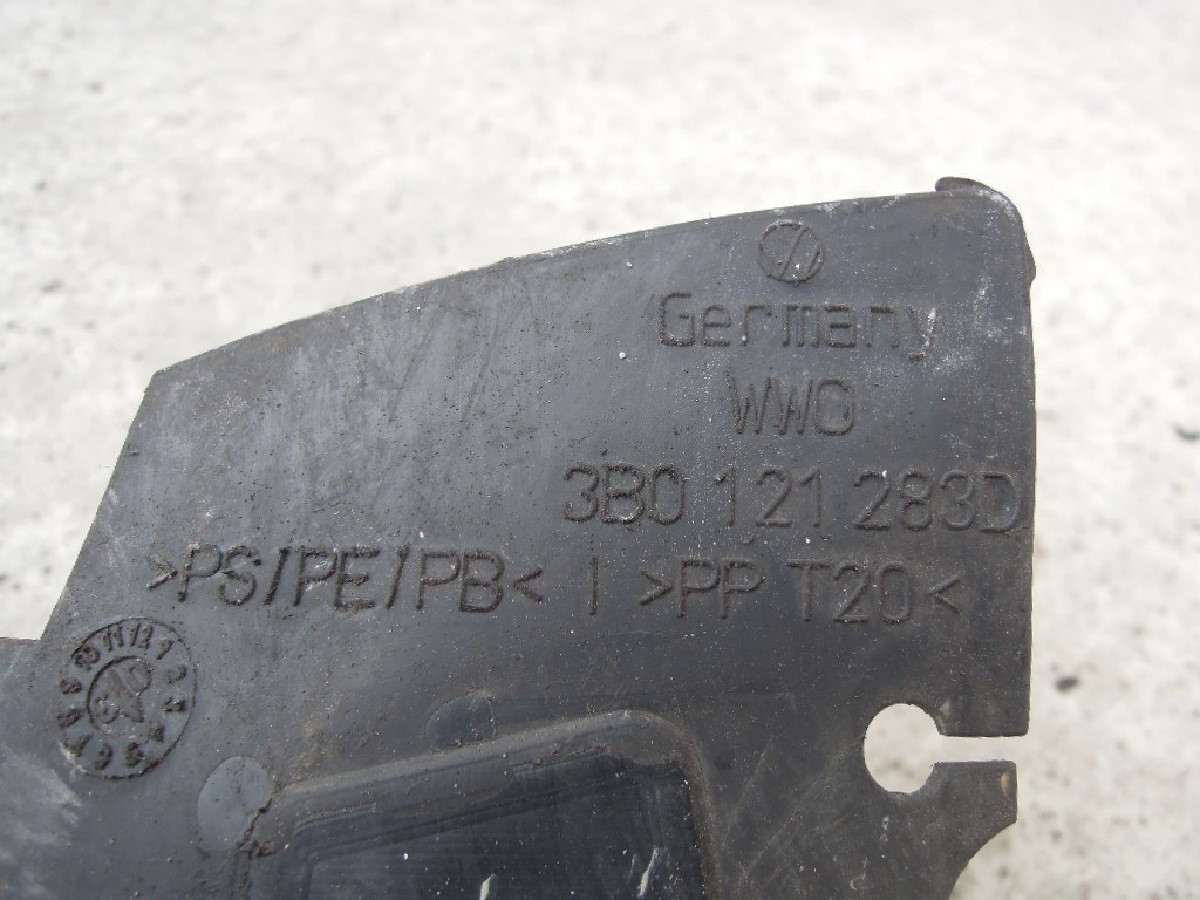 Germany
WWO
3B0 121 283D
>PS/PE/PB< I >PP T20<